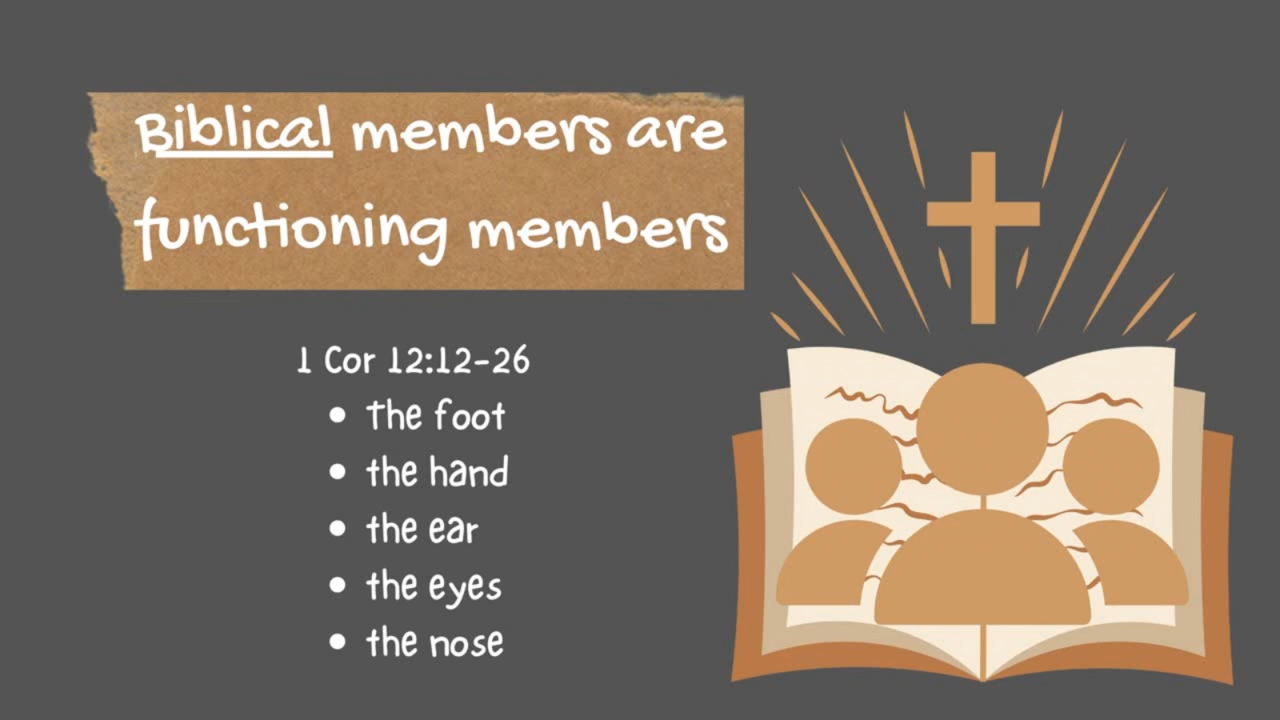 Biblical members are
functioning members
1 Cor 12:12-26
• the foot
• the hand
• the ear
• the eyes
• the nose